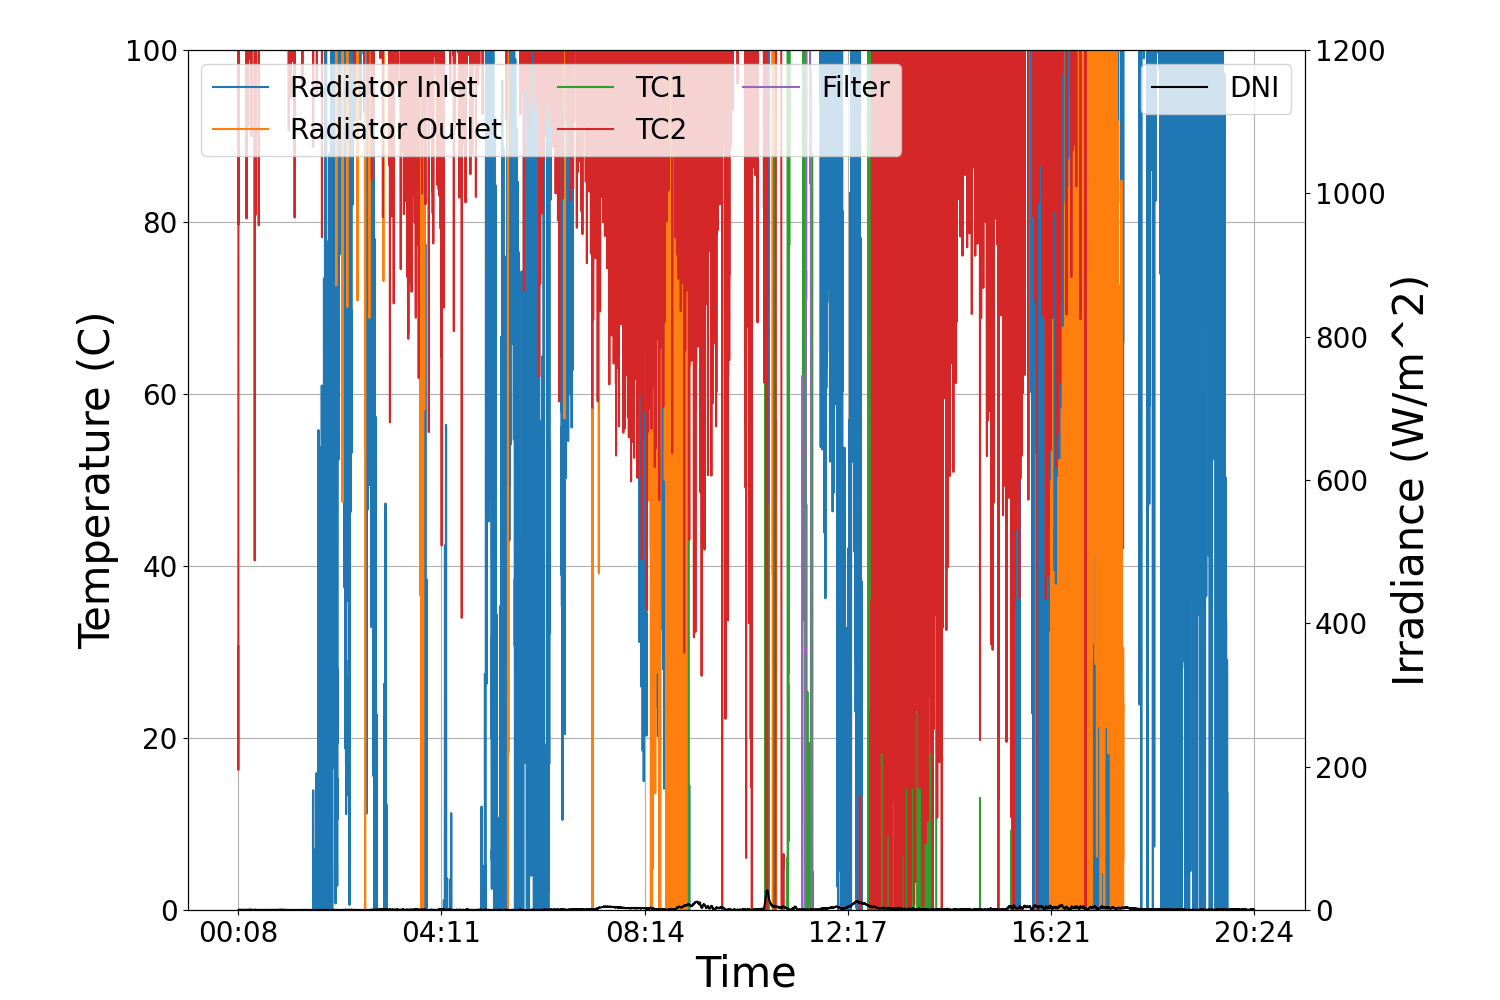 100
80
60
40
20
0
Temperature (C)
Radiator Inlet
Radiator Outlet
TC1
TC2
Filter
DNI
1200
1000
800
600
400
200
0
Irradiance (W/m^2)
00:08
04:11
08:14
12:17
16:21
20:24
Time